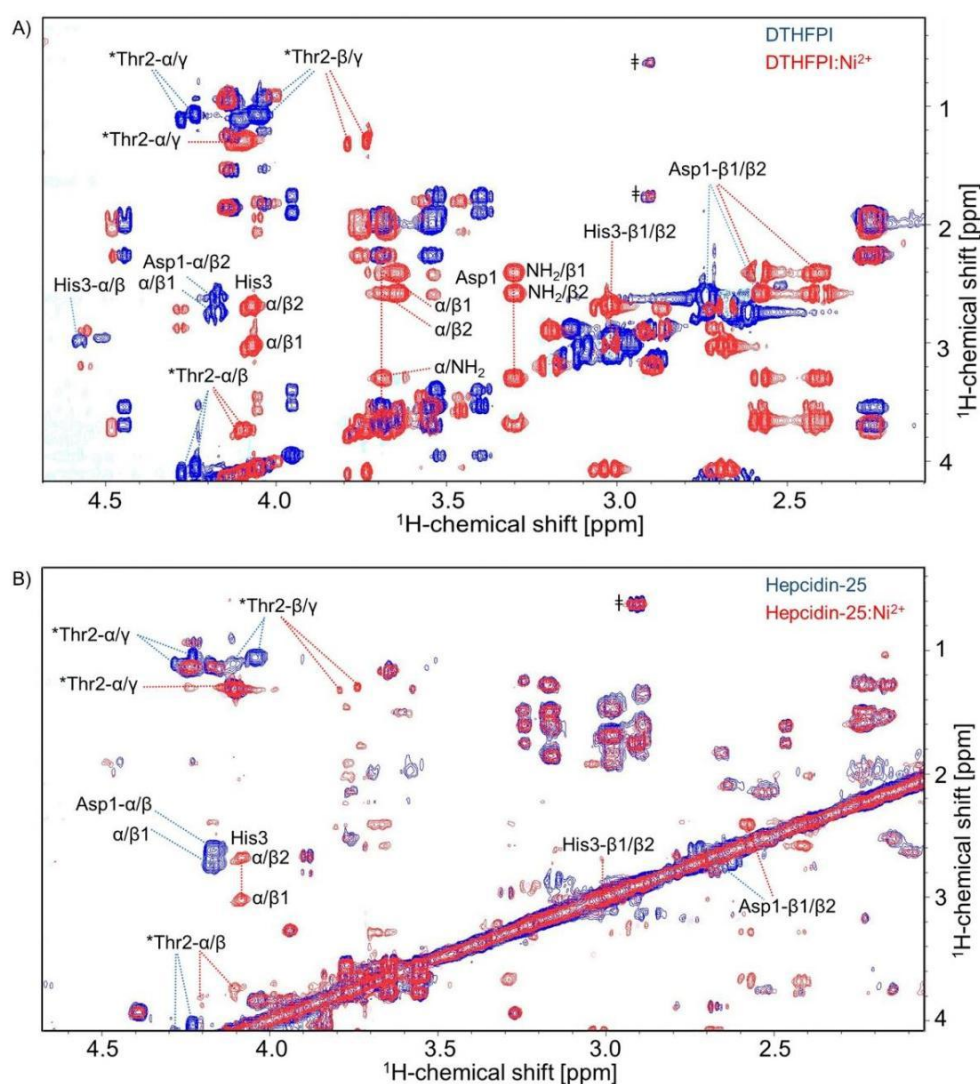 A)
DTHFPI
DTHFPI:Ni²⁺
*Thr2-α/γ
*Thr2-β/γ
‡
*Thr2-α/γ
1
‡
Asp1-β1/β2
His3-β1/β2
2
Asp1-α/β2
His3-α/β
α/β1
His3
α/β2
α/β1
Asp1
NH₂/β1
NH₂/β2
α/β1
α/β2
α/NH₂
3
*Thr2-α/β
4
¹H-chemical shift [ppm]
4.5 4.0 3.5 3.0 2.5
¹H-chemical shift [ppm]
B)
Hepcidin-25
Hepcidin-25:Ni²⁺
*Thr2-α/γ
*Thr2-β/γ
‡
*Thr2-α/γ
1
2
Asp1-α/β
α/β1
His3
α/β2
α/β1
His3-β1/β2
Asp1-β1/β2
3
*Thr2-α/β
4
¹H-chemical shift [ppm]
4.5 4.0 3.5 3.0 2.5
¹H-chemical shift [ppm]